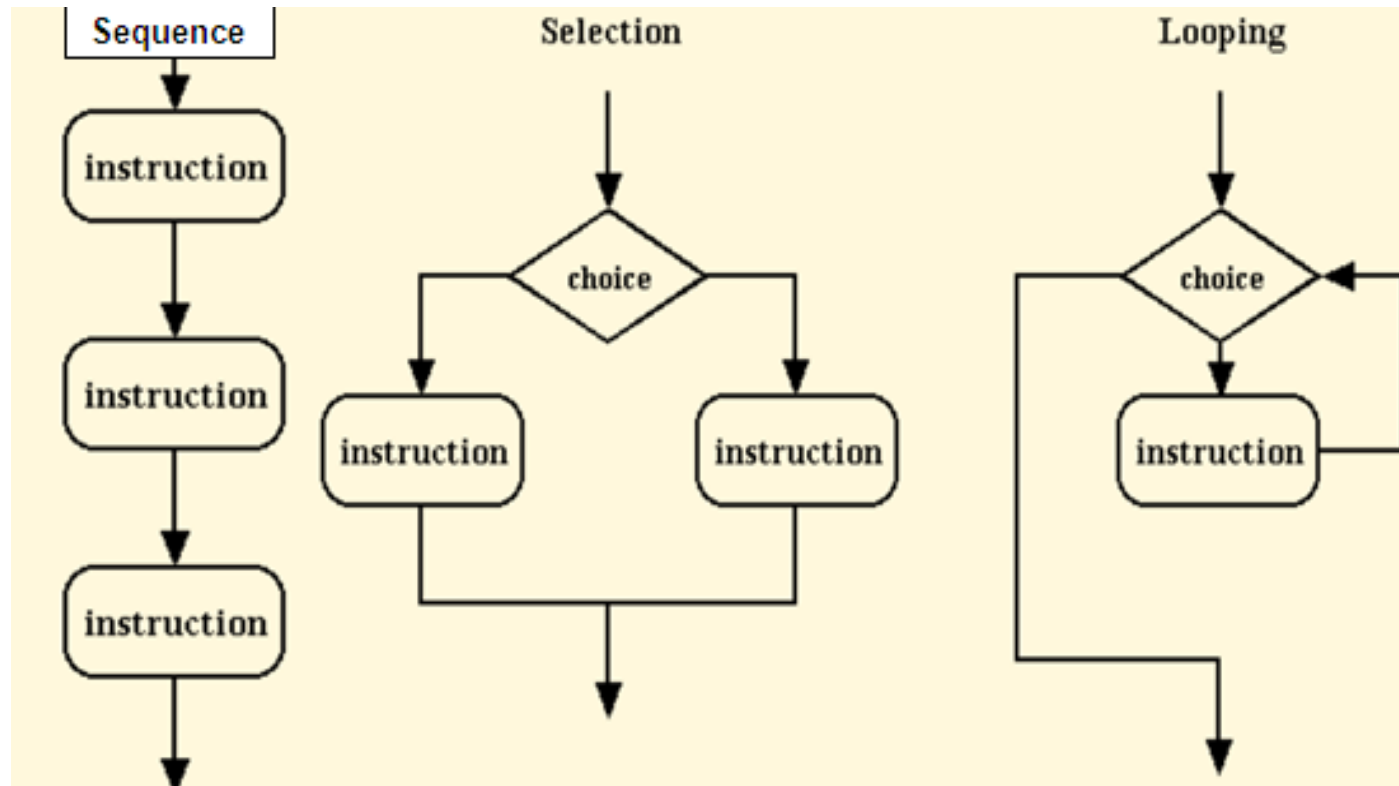 Sequence
instruction
instruction
instruction
Selection
choice
instruction
instruction
Looping
choice
instruction